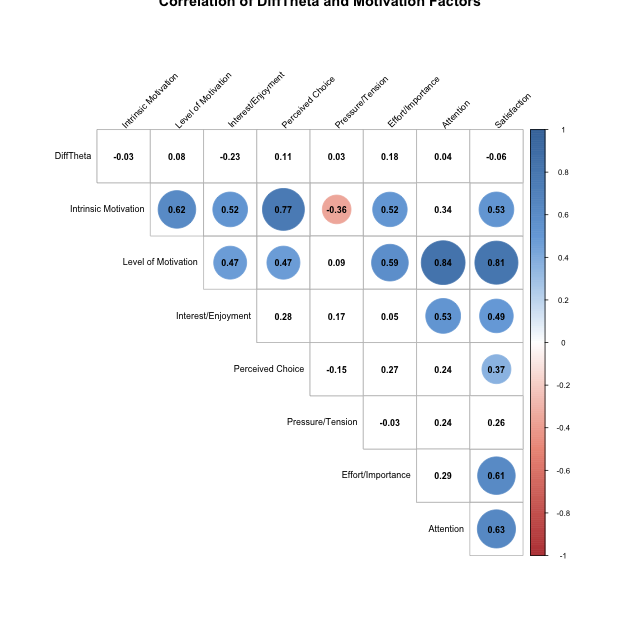 Correlation of DiffTheta and Motivation Factors
Intrinsic Motivation
Level of Motivation
Interest/Enjoyment
Perceived Choice
Pressure/Tension
Effort/Importance
Attention
Satisfaction
DiffTheta -0.03 0.08 -0.23 0.11 0.03 0.18 0.04 -0.06
Intrinsic Motivation 0.62 0.52 0.77 -0.36 0.52 0.34 0.53
Level of Motivation 0.47 0.47 0.09 0.59 0.84 0.81
Interest/Enjoyment 0.28 0.17 0.05 0.53 0.49
Perceived Choice -0.15 0.27 0.24 0.37
Pressure/Tension -0.03 0.24 0.26
Effort/Importance 0.29 0.61
Attention 0.63
1
0.8
0.6
0.4
0.2
0
-0.2
-0.4
-0.6
-0.8
-1